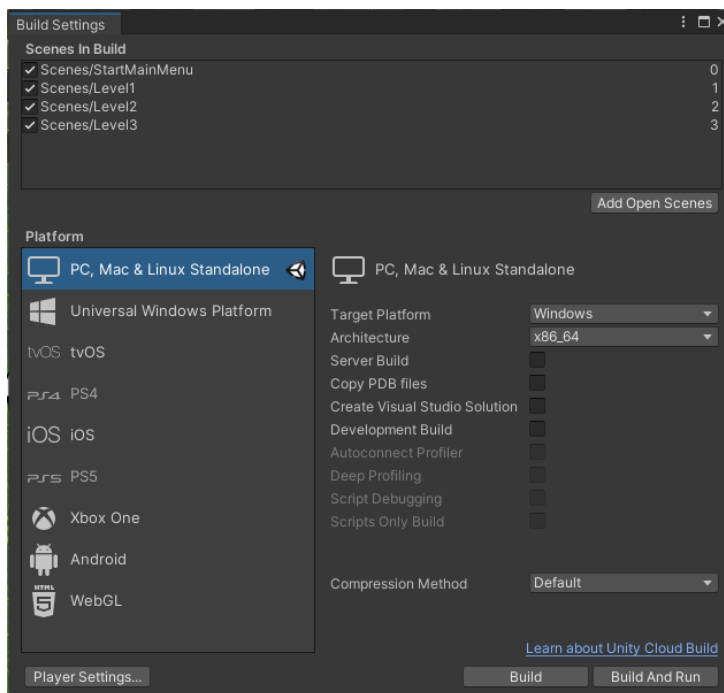 Build Settings
Scenes In Build
Scenes/StartMainMenu 0
Scenes/Level1 1
Scenes/Level2 2
Scenes/Level3 3
Add Open Scenes
Platform
PC, Mac & Linux Standalone
Universal Windows Platform
tvOS tvOS
PS4 PS4
iOS iOS
PS5 PS5
Xbox One
Android
HTML 5 WebGL
PC, Mac & Linux Standalone
Target Platform Windows
Architecture x86_64
Server Build
Copy PDB files
Create Visual Studio Solution
Development Build
Autoconnect Profiler
Deep Profiling
Script Debugging
Scripts Only Build
Compression Method Default
Learn about Unity Cloud Build
Player Settings... Build Build And Run